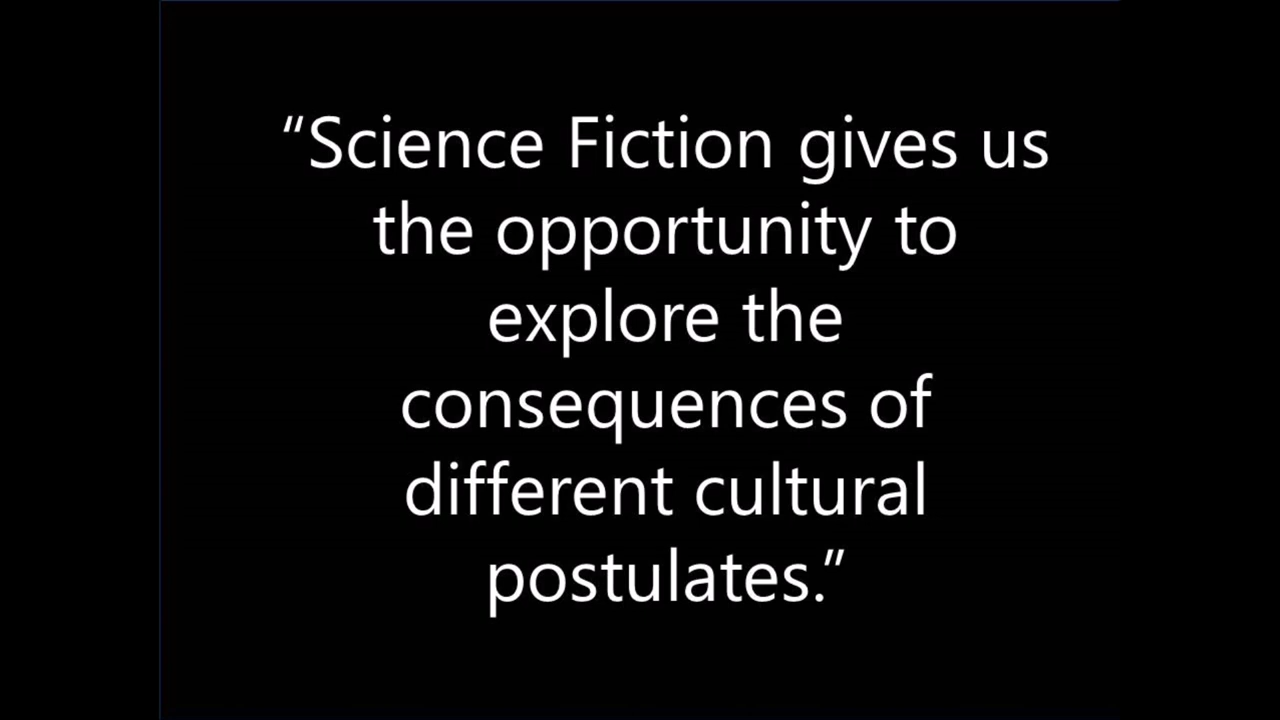 “Science Fiction gives us
the opportunity to
explore the
consequences of
different cultural
postulates.”